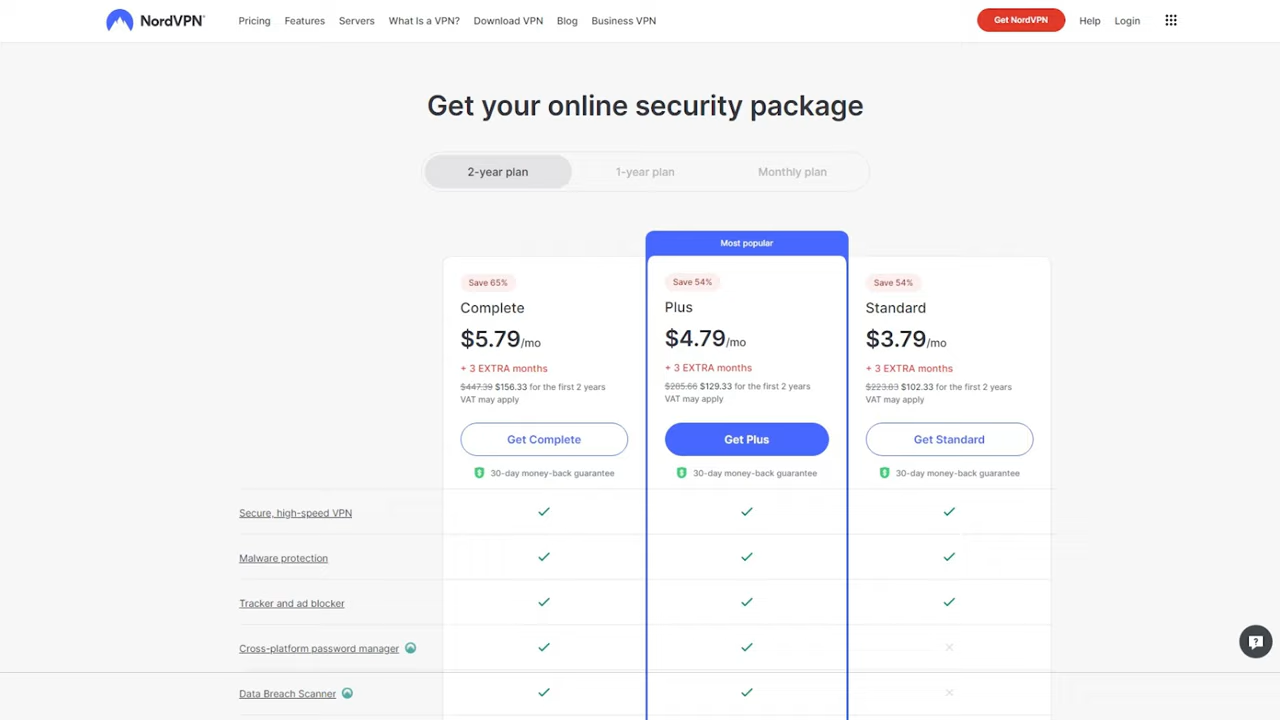 NordVPN®
Pricing
Features
Servers
What Is a VPN?
Download VPN
Blog
Business VPN
Get NordVPN
Help
Login
Get your online security package
2-year plan
1-year plan
Monthly plan
Most popular
Save 65%
Complete
$5.79/mo
+ 3 EXTRA months
$447.39 $156.33 for the first 2 years
VAT may apply
Get Complete
30-day money-back guarantee
Save 54%
Plus
$4.79/mo
+ 3 EXTRA months
$285.66 $129.33 for the first 2 years
VAT may apply
Get Plus
30-day money-back guarantee
Save 54%
Standard
$3.79/mo
+ 3 EXTRA months
$223.83 $102.33 for the first 2 years
VAT may apply
Get Standard
30-day money-back guarantee
Secure, high-speed VPN
Malware protection
Tracker and ad blocker
Cross-platform password manager
Data Breach Scanner